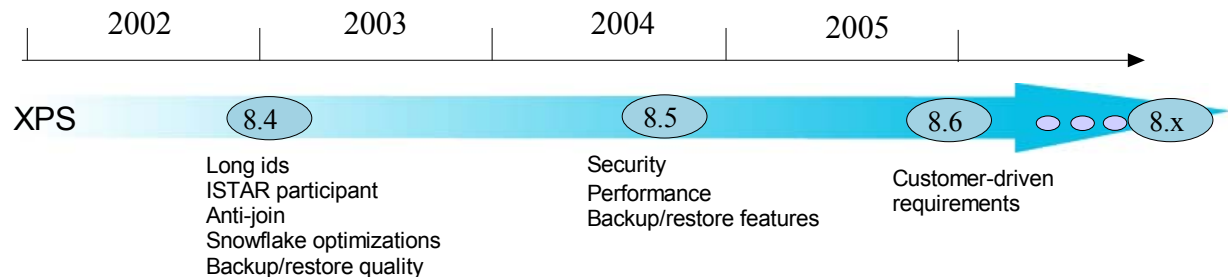 2002 2003 2004 2005
XPS 8.4 8.5 8.6 8.x
Long ids
ISTAR participant
Anti-join
Snowflake optimizations
Backup/restore quality
Security
Performance
Backup/restore features
Customer-driven
requirements